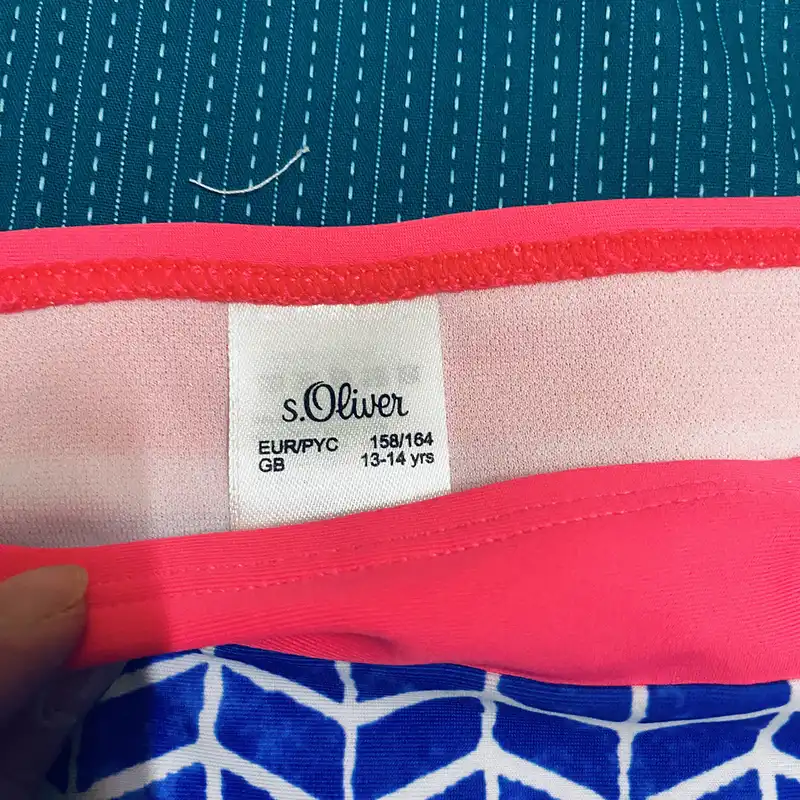 s.Oliver
EUR/PYC 158/164
GB 13-14 yrs